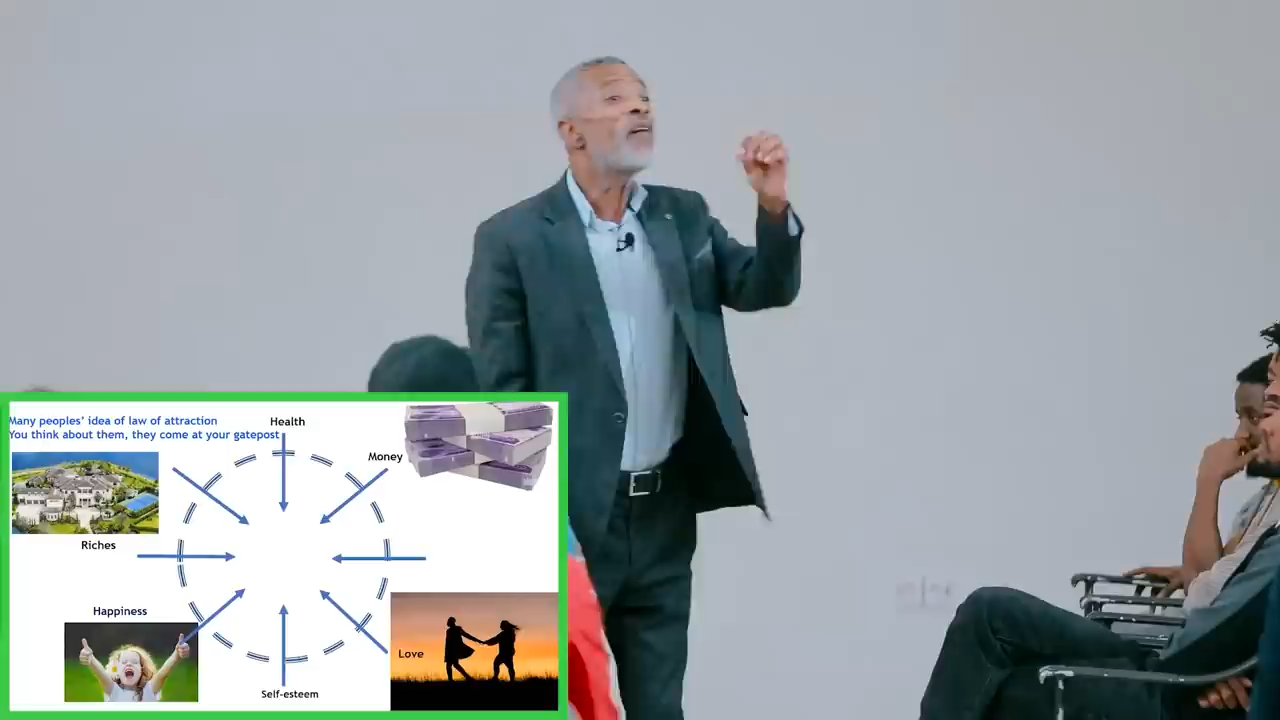 Many peoples' idea of law of attraction
You think about them, they come at your gatepost
Health
Money
Riches
Happiness
Love
Self-esteem